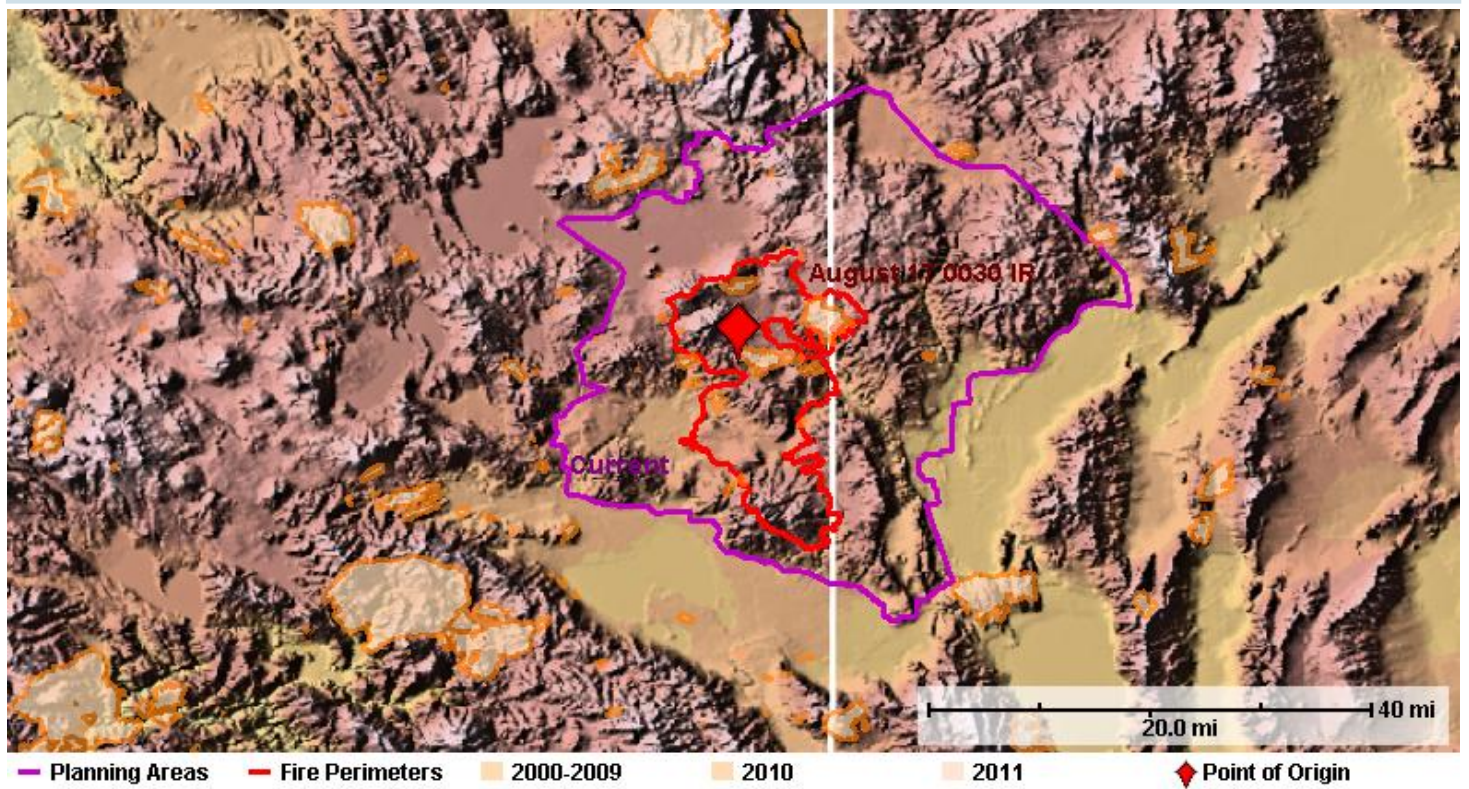 August 17 0030 IR
Current
40 mi
20.0 mi
Planning Areas Fire Perimeters 2000-2009 2010 2011 Point of Origin